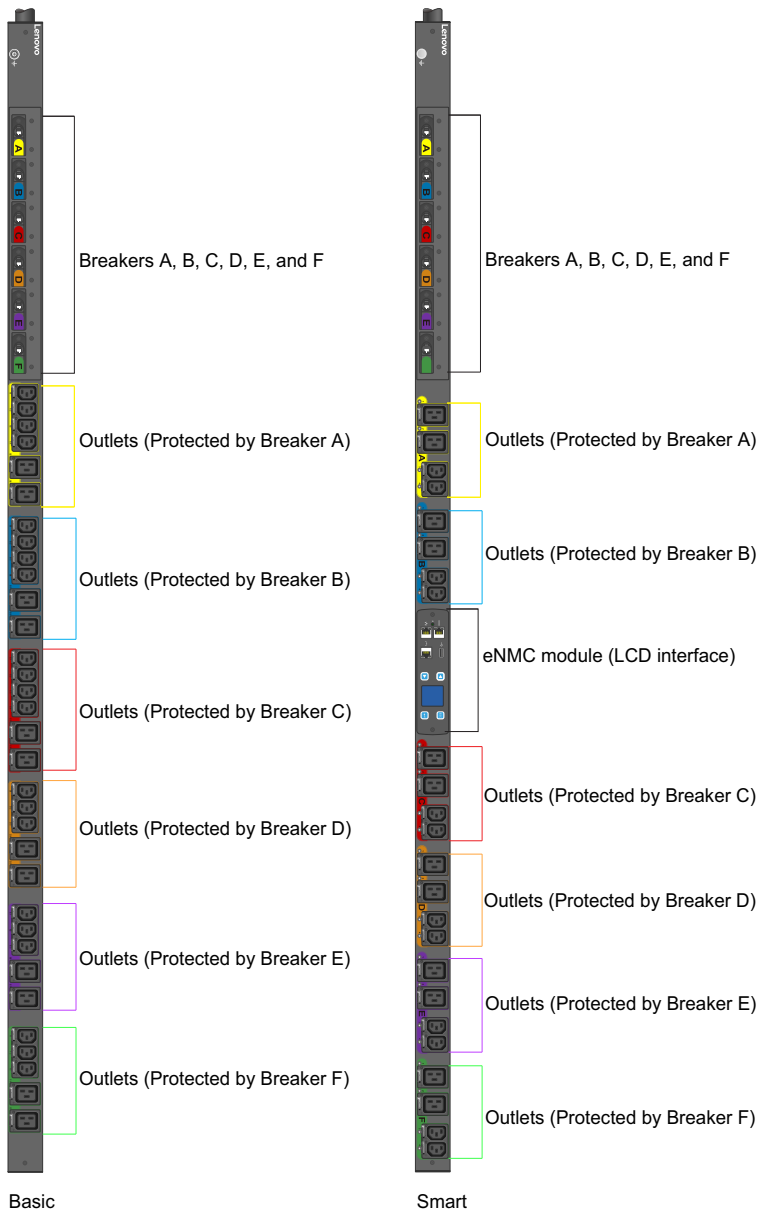 Lenovo
A
B
C
D
E
F
Breakers A, B, C, D, E, and F
Outlets (Protected by Breaker A)
Outlets (Protected by Breaker B)
Outlets (Protected by Breaker C)
Outlets (Protected by Breaker D)
Outlets (Protected by Breaker E)
Outlets (Protected by Breaker F)
Basic
Lenovo
A
B
C
D
E
Breakers A, B, C, D, E, and F
A
Outlets (Protected by Breaker A)
B
Outlets (Protected by Breaker B)
eNMC module (LCD interface)
Outlets (Protected by Breaker C)
D
Outlets (Protected by Breaker D)
E
Outlets (Protected by Breaker E)
F
Outlets (Protected by Breaker F)
Smart